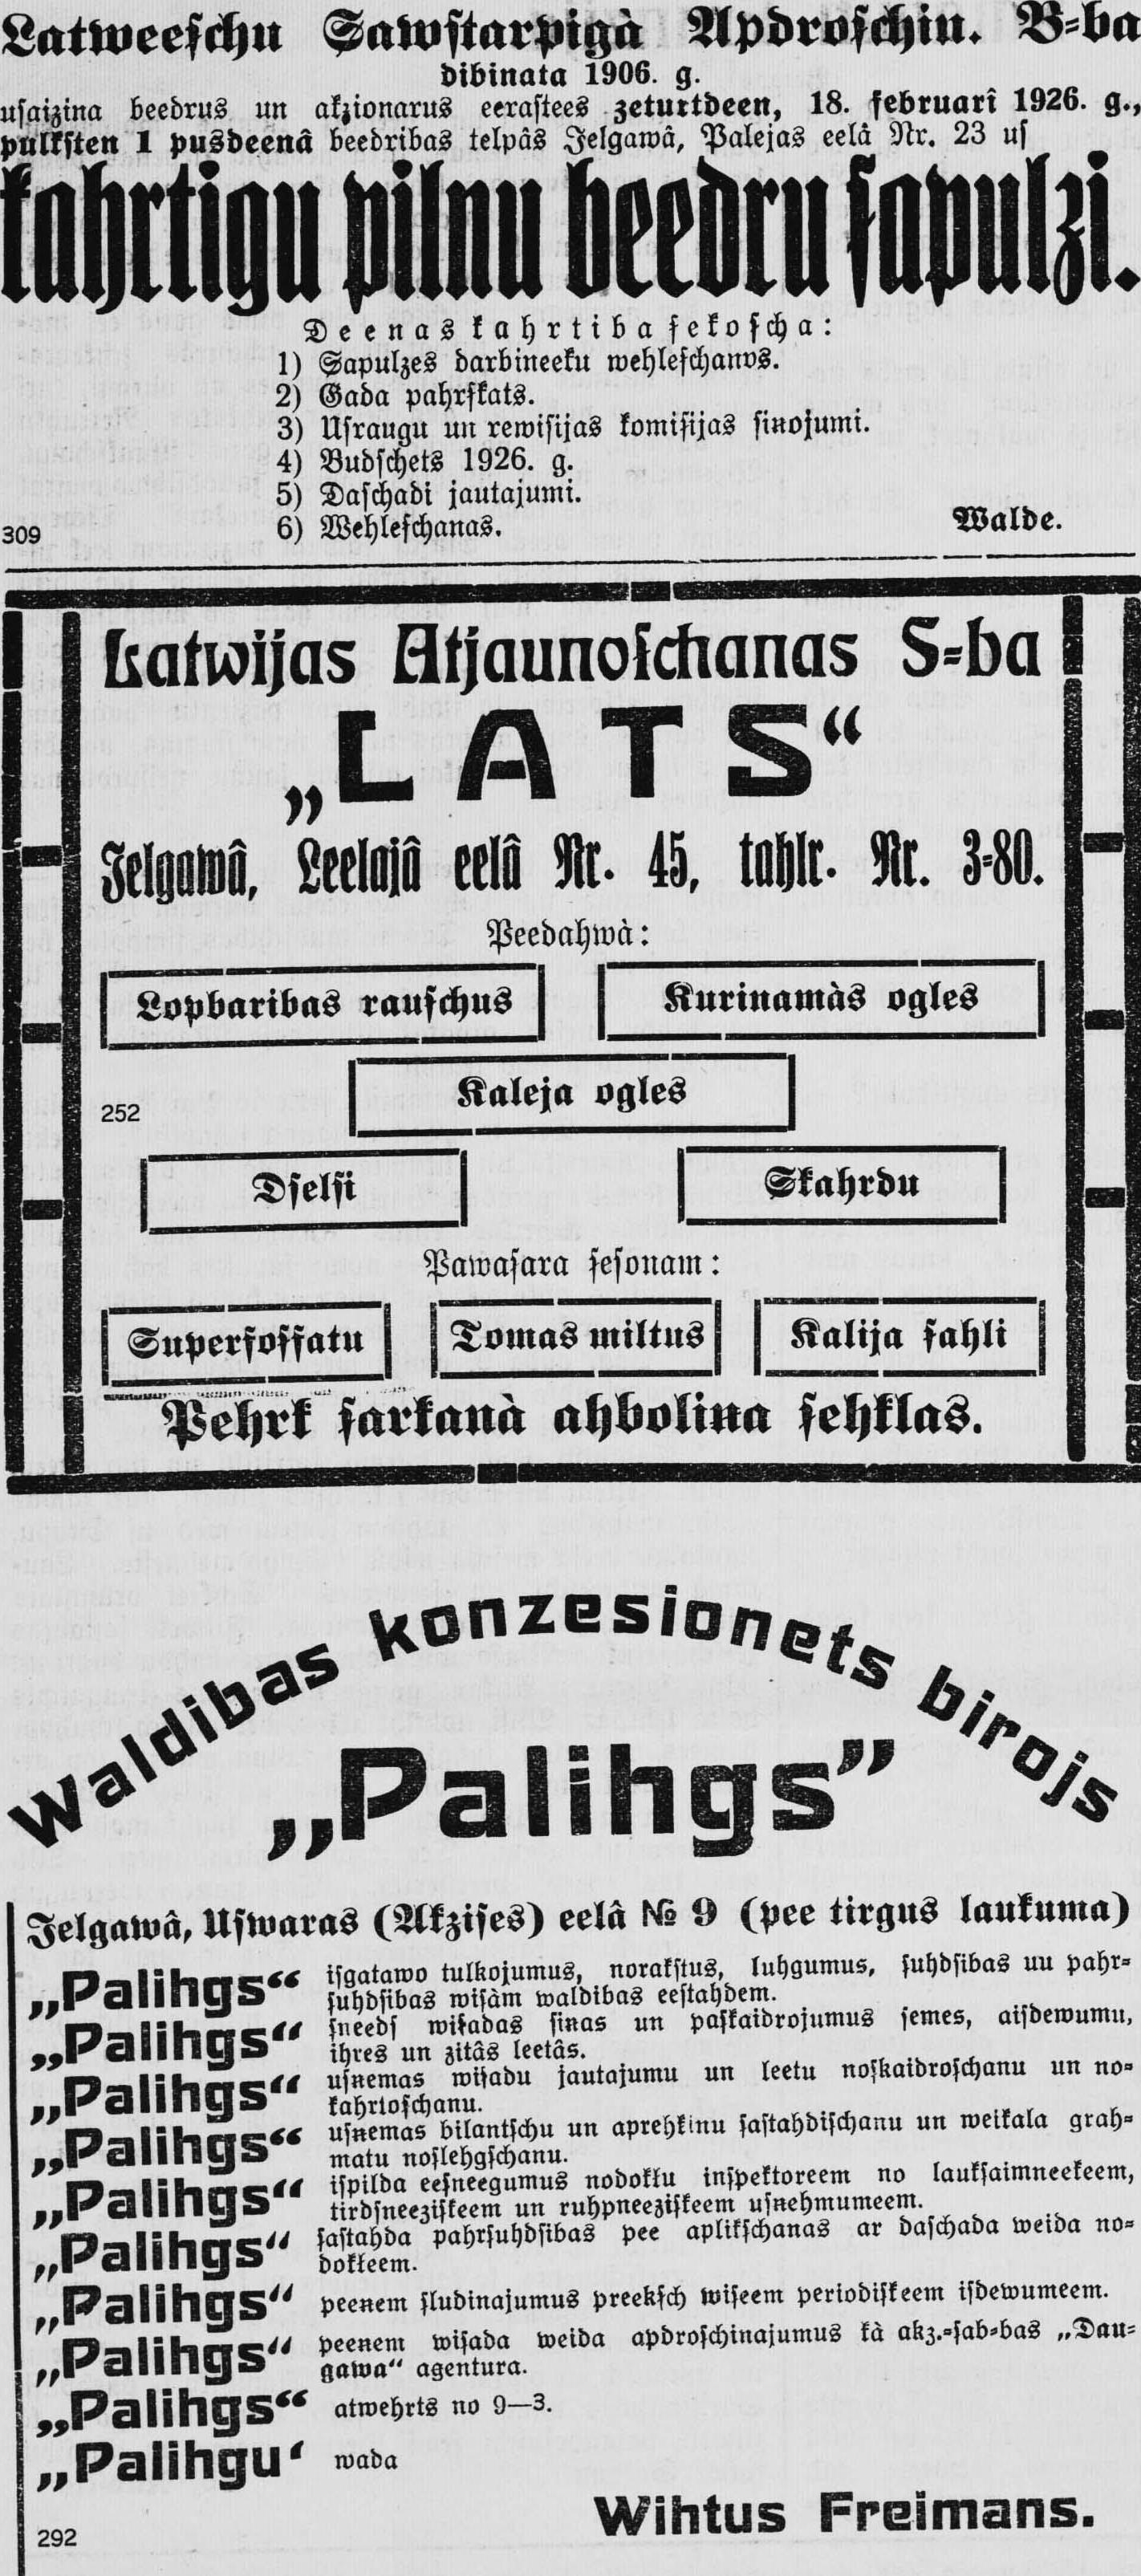 Latweeschu Sawstarpigà Apdroschin. B-ba
dibinata 1906. g.
usaizina beedrus un akzionarus eerastees zeturtdeen, 18. februarî 1926. g.,
pulksten 1 pusdeenâ beedribas telpâs Jelgawâ, Palejas eelâ Nr. 23 us
kahrtigu pilnu beedru sapulzi.
Deenas kahrtiba sekoscha:
1) Sapulzes darbineeku wehleschanos.
2) Gada pahrskats.
3) Usraugu un rewisijas komisijas sinojumi.
4) Budschets 1926. g.
5) Daschadi jautajumi.
6) Wehleschanas.
Walde.
309
Latwijas Atjaunoschanas S-ba
„LATS“
Jelgawâ, Leelajâ eelâ Nr. 45, tahlr. Nr. 3-80.
Peedahwà:
Lopbaribas rauschus
Kurinamàs ogles
Kaleja ogles
252
Dselsi
Skahrdu
Pawasara sesonam:
Superfosfatu
Tomas miltus
Kalija sahli
Pehrk sarkanà ahbolina sehklas.
Waldibas konzesionets birojs
„Palihgs”
Jelgawâ, Uswaras (Akzises) eelâ № 9 (pee tirgus laukuma)
„Palihgs“ isgatawo tulkojumus, norakstus, luhgumus, suhdsibas un pahr-
suhdsibas wisàm waldibas eestahdem.
„Palihgs“ sneeds wisadas sinas un paskaidrojumus semes, aisdewumu,
ihres un zitâs leetâs.
„Palihgs“ usnemas wisadu jautajumu un leetu noskaidroschanu un no-
kahrtoschanu.
„Palihgs“ usnemas bilantschu un aprehkinu sastahdischanu un weikala grah-
matu noslehgschanu.
„Palihgs“ ispilda eesneegumus nodoklu inspektoreem no lauksaimneekeem,
tirdsneeziskeem un ruhpneeziskeem usnehmumeem.
„Palihgs“ sastahda pahrsuhdsibas pee aplikschanas ar daschada weida no-
dokleem.
„Palihgs“ peenem sludinajumus preeksch wiseem periodiskeem isdewumeem.
„Palihgs“ peenem wisada weida apdroschinajumus kà akz.-sab-bas „Dau-
gawa“ agentura.
„Palihgs“ atwehrts no 9—3.
„Palihgu‘ wada
Wihtus Freimans.
292